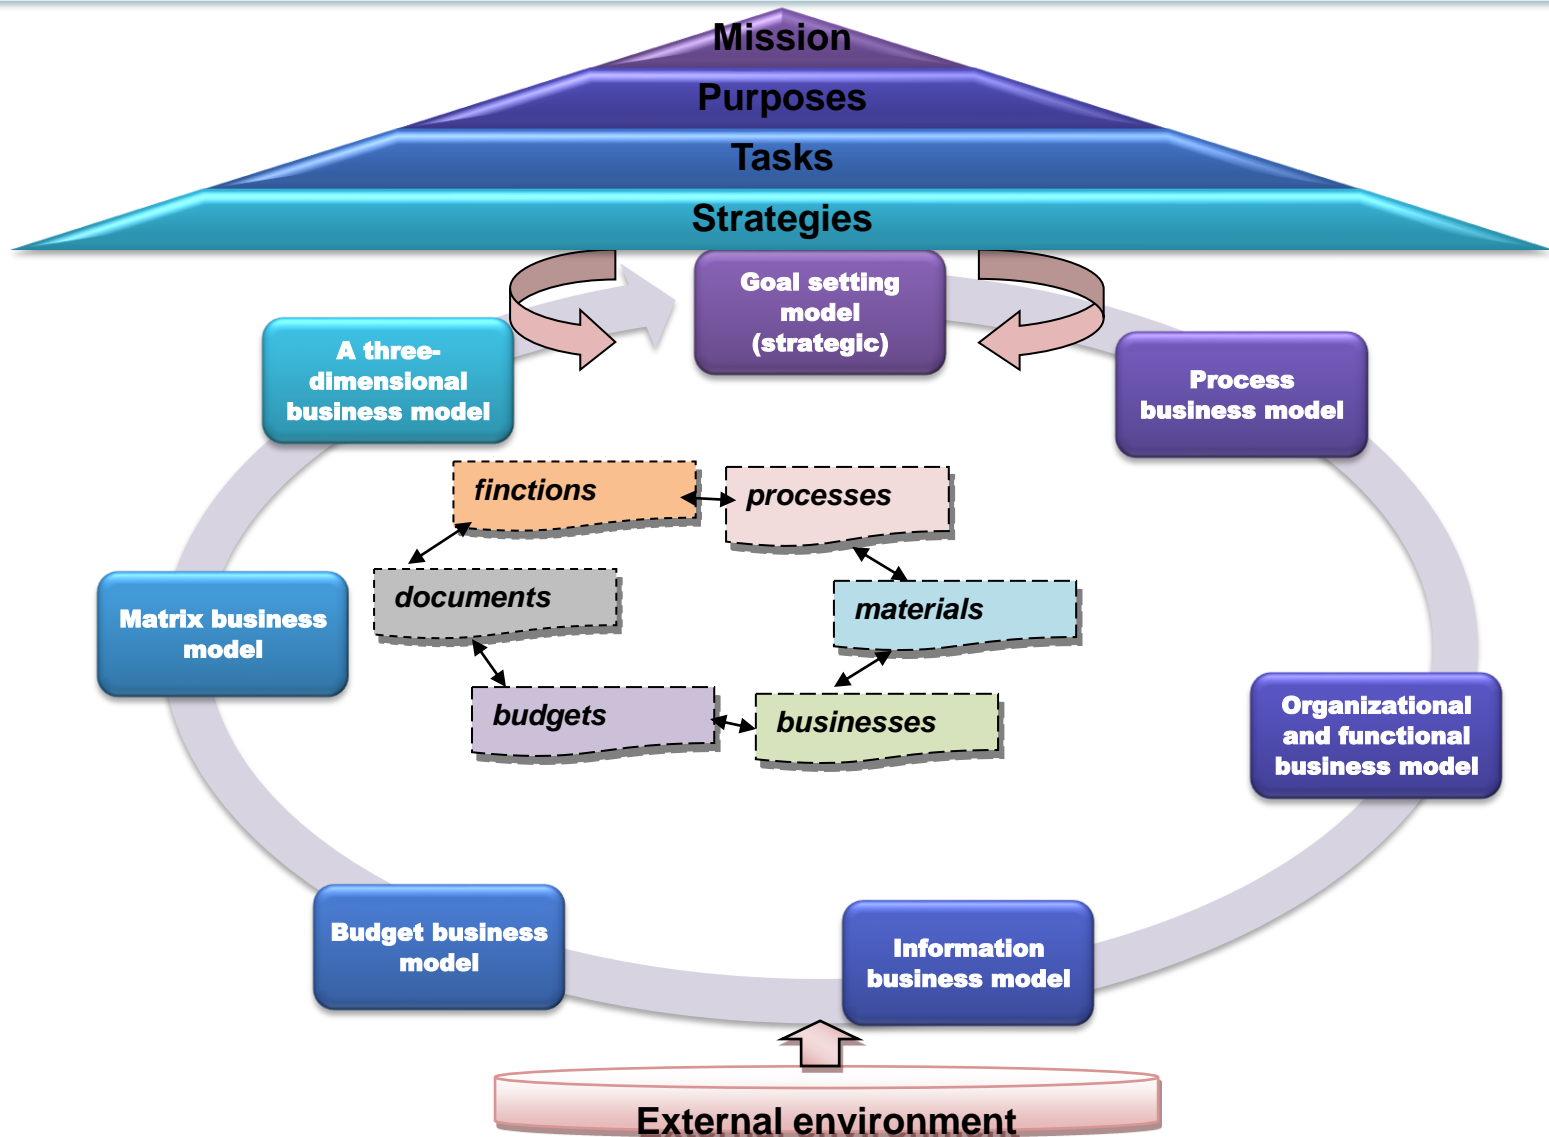 Mission
Purposes
Tasks
Strategies
Goal setting
model
(strategic)
A three-
dimensional
business model
Process
business model
finctions
processes
documents
materials
Matrix business
model
budgets
businesses
Organizational
and functional
business model
Budget business
model
Information
business model
External environment